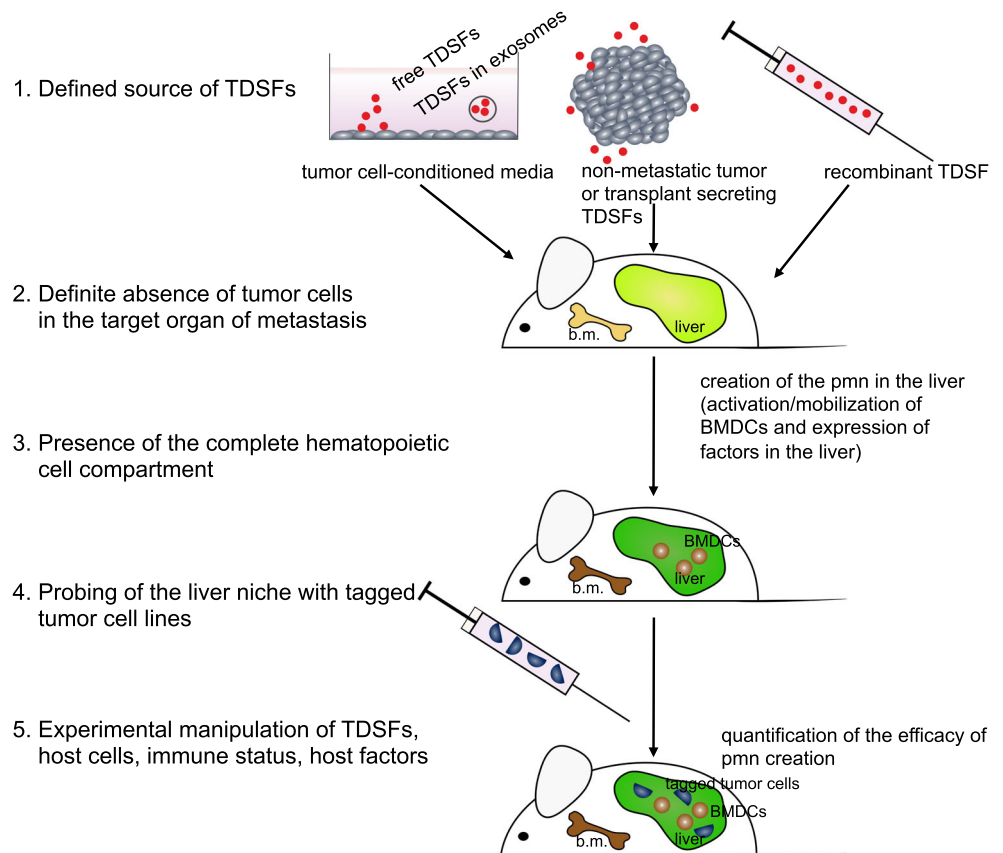 1. Defined source of TDSFs
free TDSFs
TDSFs in exosomes
tumor cell-conditioned media
non-metastatic tumor
or transplant secreting
TDSFs
recombinant TDSF
2. Definite absence of tumor cells
in the target organ of metastasis
b.m.
liver
creation of the pmn in the liver
(activation/mobilization of
BMDCs and expression of
factors in the liver)
3. Presence of the complete hematopoietic
cell compartment
BMDCs
liver
b.m.
4. Probing of the liver niche with tagged
tumor cell lines
5. Experimental manipulation of TDSFs,
host cells, immune status, host factors
quantification of the efficacy of
pmn creation
tagged tumor cells
BMDCs
liver
b.m.